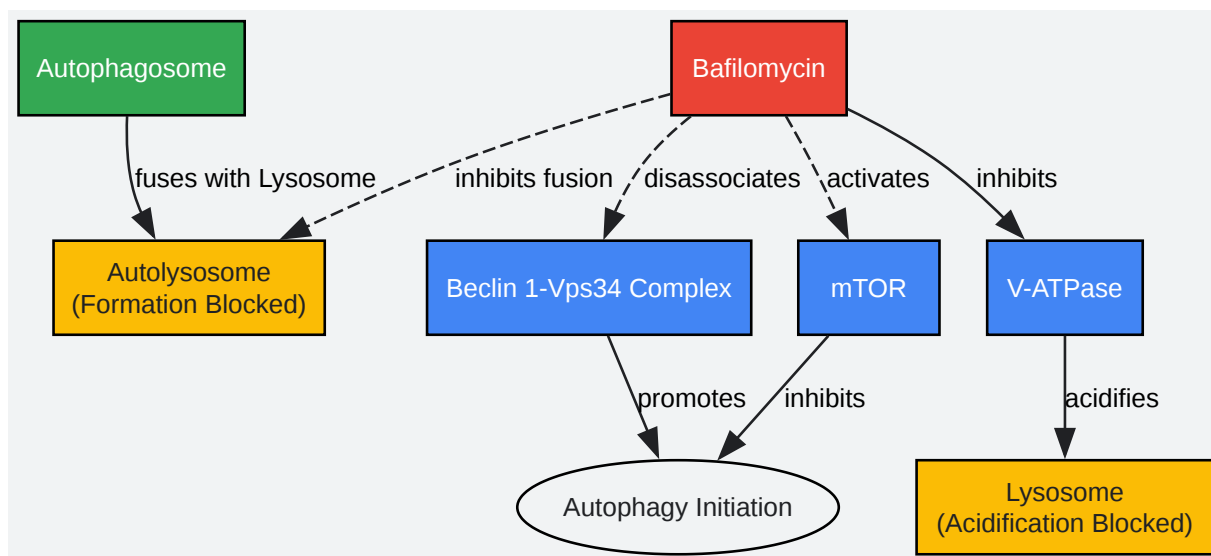 Autophagosome
Bafilomycin
fuses with Lysosome
inhibits fusion
disassociates
activates
inhibits
Autolysosome
(Formation Blocked)
Beclin 1-Vps34 Complex
mTOR
V-ATPase
promotes
inhibits
acidifies
Autophagy Initiation
Lysosome
(Acidification Blocked)